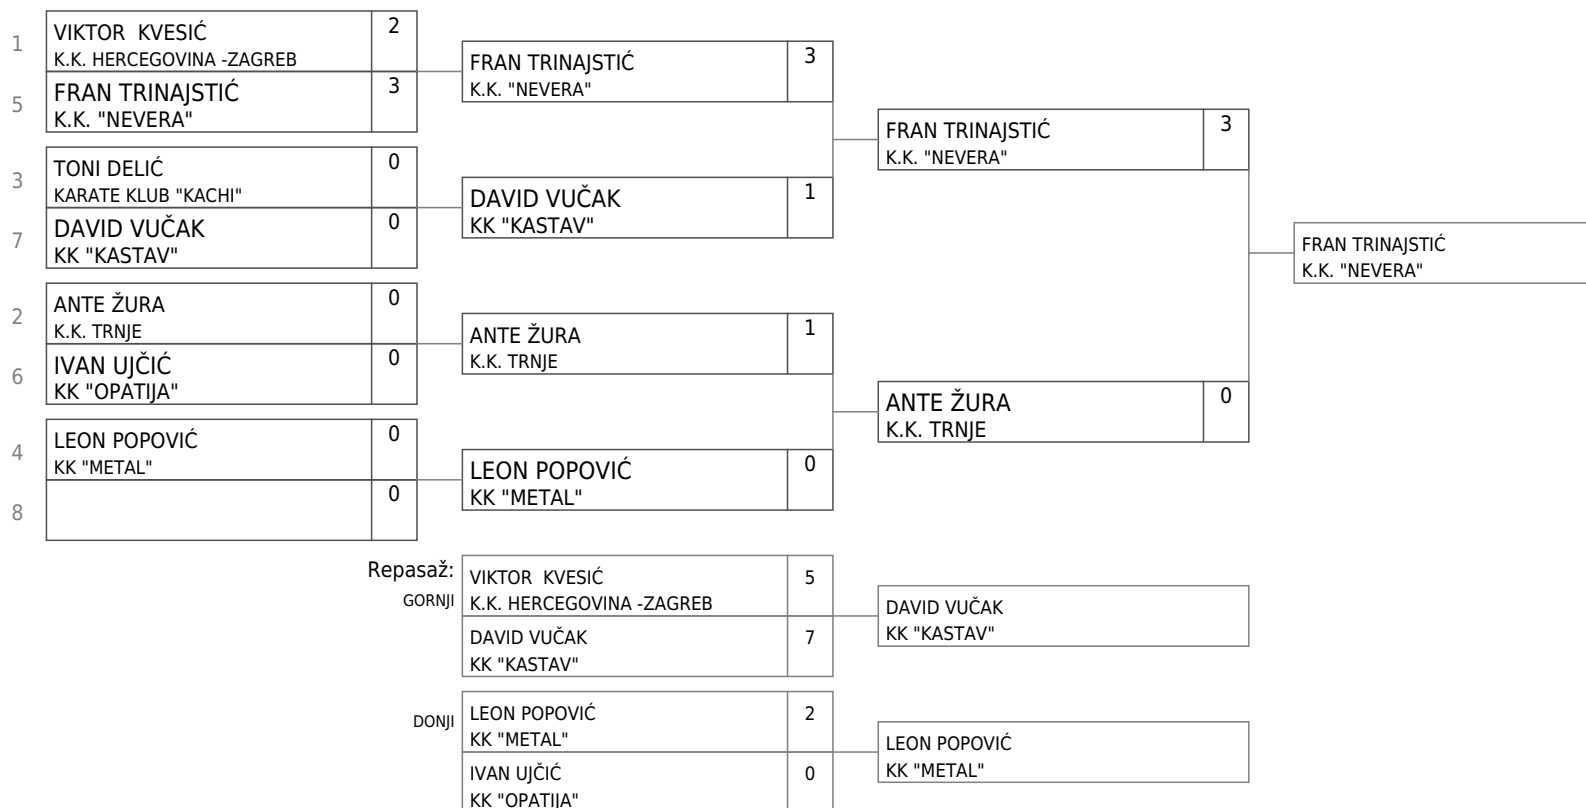 1
VIKTOR  KVESIĆ
2
K.K. HERCEGOVINA -ZAGREB
5
FRAN TRINAJSTIĆ
3
K.K. "NEVERA"
3
TONI DELIĆ
0
KARATE KLUB "KACHI"
7
DAVID VUČAK
0
KK "KASTAV"
2
ANTE ŽURA
0
K.K. TRNJE
6
IVAN UJČIĆ
0
KK "OPATIJA"
4
LEON POPOVIĆ
0
KK "METAL"
8
0
FRAN TRINAJSTIĆ
3
K.K. "NEVERA"
DAVID VUČAK
1
KK "KASTAV"
ANTE ŽURA
1
K.K. TRNJE
LEON POPOVIĆ
0
KK "METAL"
FRAN TRINAJSTIĆ
3
K.K. "NEVERA"
ANTE ŽURA
0
K.K. TRNJE
FRAN TRINAJSTIĆ
K.K. "NEVERA"
Repasaž:
GORNJI
VIKTOR  KVESIĆ
5
K.K. HERCEGOVINA -ZAGREB
DAVID VUČAK
7
KK "KASTAV"
DAVID VUČAK
KK "KASTAV"
DONJI
LEON POPOVIĆ
2
KK "METAL"
IVAN UJČIĆ
0
KK "OPATIJA"
LEON POPOVIĆ
KK "METAL"